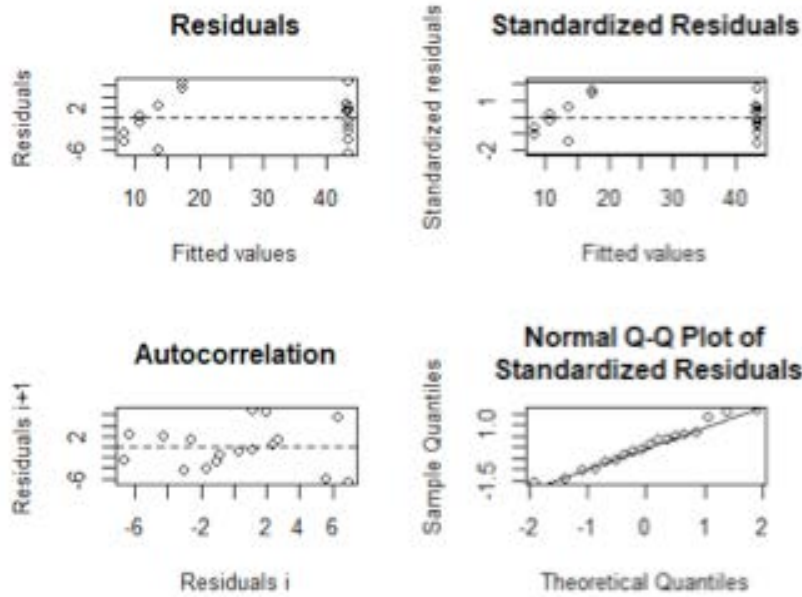 Residuals
Residuals
2
-6
10
20
30
40
Fitted values
Standardized Residuals
Standardized residuals
1
-2
10
20
30
40
Fitted values
Autocorrelation
Residuals i+1
2
-6
-6
-2
2
4
6
Residuals i
Normal Q-Q Plot of
Standardized Residuals
Sample Quantiles
1.0
-1.5
-2
-1
0
1
2
Theoretical Quantiles